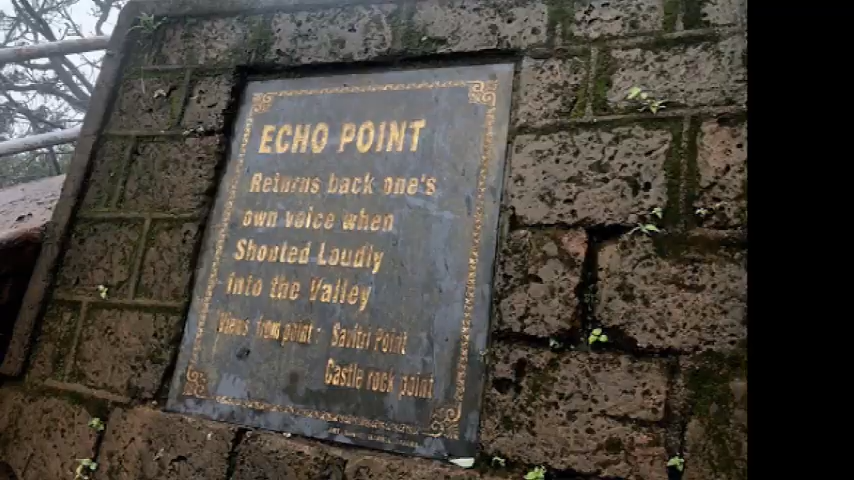 ECHO POINT
Returns back one's
own voice when
Shouted Loudly
into the Valley
Views from point - Savitri Point
Castle rock point